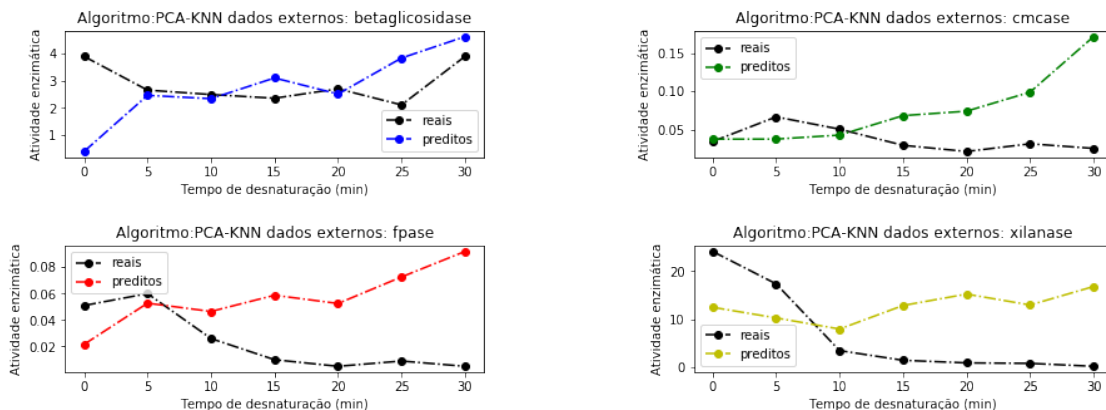 Algoritmo:PCA-KNN dados externos: betaglicosidase
Atividade enzimática
4
3
2
1
reais
preditos
0 5 10 15 20 25 30
Tempo de desnaturação (min)
Algoritmo:PCA-KNN dados externos: cmcase
Atividade enzimática
0.15
0.10
0.05
reais
preditos
0 5 10 15 20 25 30
Tempo de desnaturação (min)
Algoritmo:PCA-KNN dados externos: fpase
Atividade enzimática
0.08
0.06
0.04
0.02
reais
preditos
0 5 10 15 20 25 30
Tempo de desnaturação (min)
Algoritmo:PCA-KNN dados externos: xilanase
Atividade enzimática
20
10
0
reais
preditos
0 5 10 15 20 25 30
Tempo de desnaturação (min)